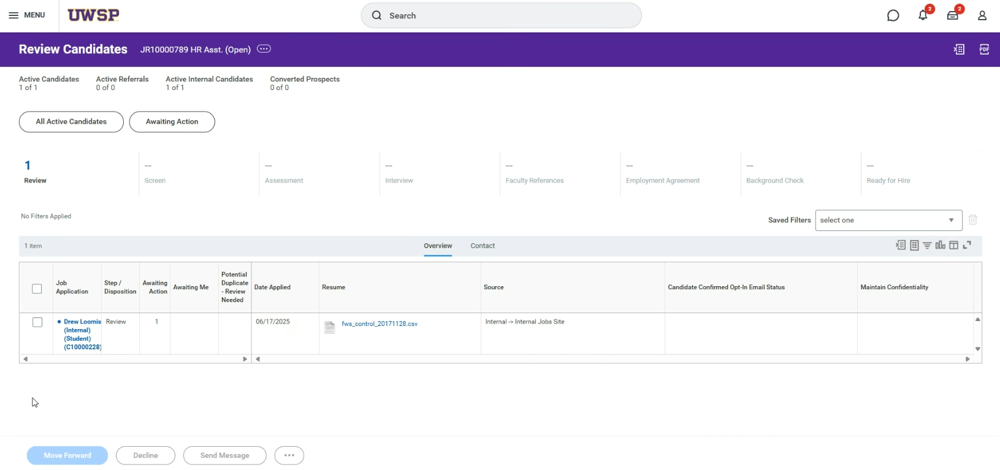 MENU
UWSP
Search
2
2
Review Candidates
JR10000789 HR Asst. (Open)
PDF
Active Candidates
1 of 1
Active Referrals
0 of 0
Active Internal Candidates
1 of 1
Converted Prospects
0 of 0
All Active Candidates
Awaiting Action
1
Review
--
Screen
--
Assessment
--
Interview
--
Faculty References
--
Employment Agreement
--
Background Check
--
Ready for Hire
No Filters Applied
Saved Filters
select one
1 item
Overview
Contact
Job
Application
Step /
Disposition
Awaiting
Action
Awaiting Me
Potential
Duplicate
- Review
Needed
Date Applied
Resume
Source
Candidate Confirmed Opt-In Email Status
Maintain Confidentiality
Drew Loomis
(Internal)
(Student)
(C10000228)
Review
1
06/17/2025
fws_control_20171128.csv
Internal -> Internal Jobs Site
Move Forward
Decline
Send Message